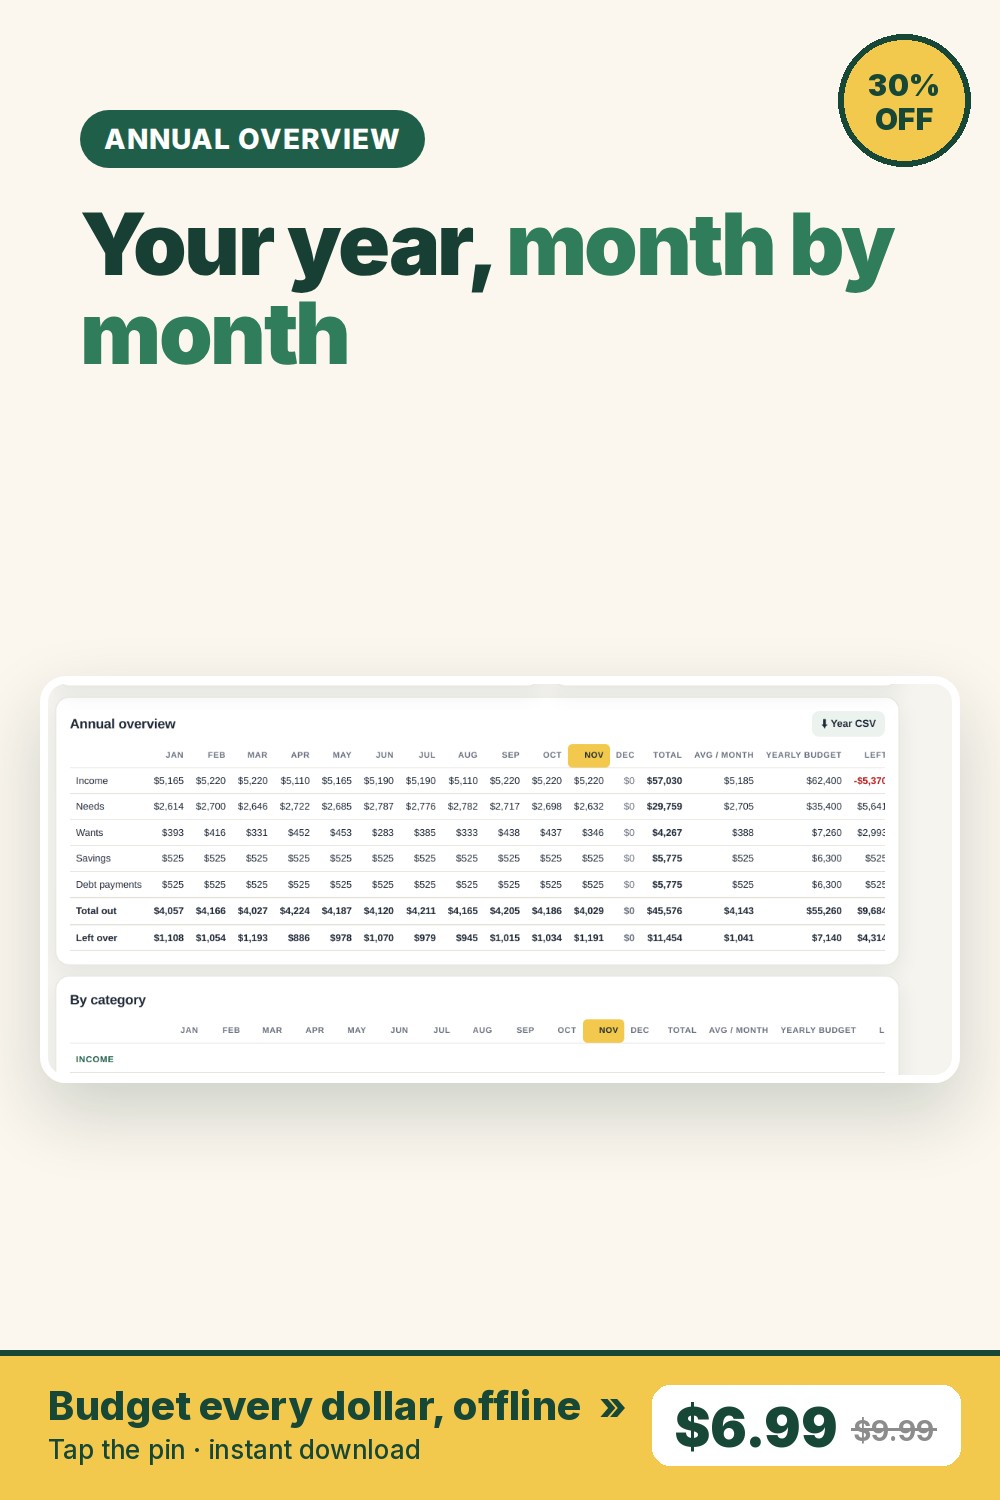 30%
OFF
ANNUAL OVERVIEW
Your year, month by
month
Annual overview
⬇ Year CSV
JAN FEB MAR APR MAY JUN JUL AUG SEP OCT NOV DEC TOTAL AVG / MONTH YEARLY BUDGET LEFT
Income $5,165 $5,220 $5,220 $5,110 $5,165 $5,190 $5,190 $5,110 $5,220 $5,220 $5,220 $0 $57,030 $5,185 $62,400 -$5,370
Needs $2,614 $2,700 $2,646 $2,722 $2,685 $2,787 $2,776 $2,782 $2,717 $2,698 $2,632 $0 $29,759 $2,705 $35,400 $5,641
Wants $393 $416 $331 $452 $453 $283 $385 $333 $438 $437 $346 $0 $4,267 $388 $7,260 $2,993
Savings $525 $525 $525 $525 $525 $525 $525 $525 $525 $525 $525 $0 $5,775 $525 $6,300 $525
Debt payments $525 $525 $525 $525 $525 $525 $525 $525 $525 $525 $525 $0 $5,775 $525 $6,300 $525
Total out $4,057 $4,166 $4,027 $4,224 $4,187 $4,120 $4,211 $4,165 $4,205 $4,186 $4,029 $0 $45,576 $4,143 $55,260 $9,684
Left over $1,108 $1,054 $1,193 $886 $978 $1,070 $979 $945 $1,015 $1,034 $1,191 $0 $11,454 $1,041 $7,140 $4,314
By category
JAN FEB MAR APR MAY JUN JUL AUG SEP OCT NOV DEC TOTAL AVG / MONTH YEARLY BUDGET L
INCOME
Budget every dollar, offline »
Tap the pin · instant download
$6.99 $9.99